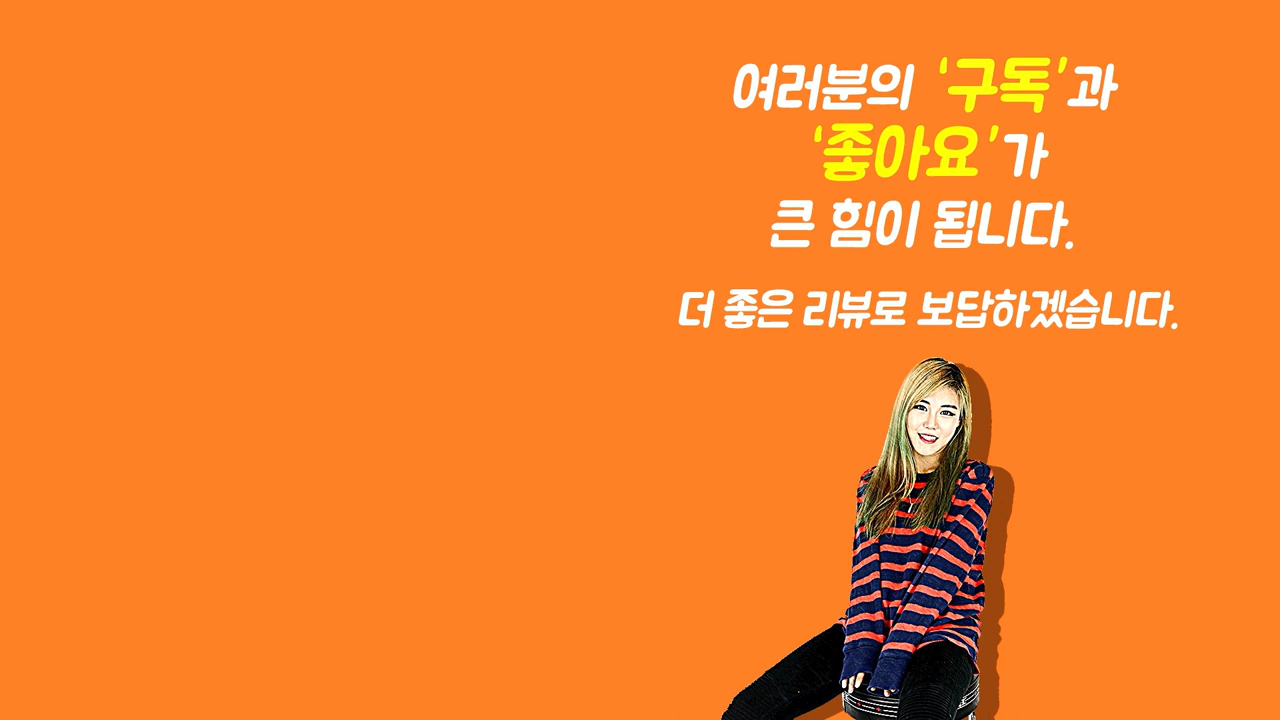 여러분의 ‘구독’과
‘좋아요’가
큰 힘이 됩니다.
더 좋은 리뷰로 보답하겠습니다.